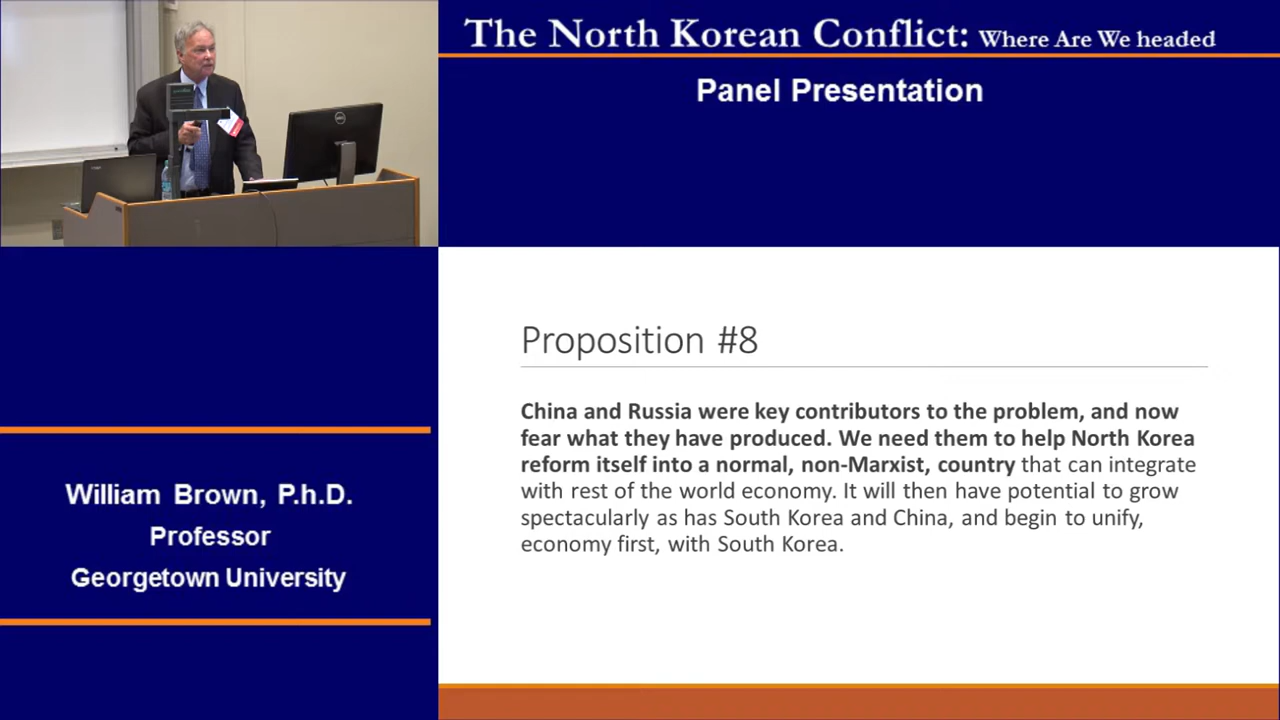 The North Korean Conflict: Where Are We headed
Panel Presentation
Proposition #8
China and Russia were key contributors to the problem, and now
fear what they have produced. We need them to help North Korea
reform itself into a normal, non-Marxist, country that can integrate
with rest of the world economy. It will then have potential to grow
spectacularly as has South Korea and China, and begin to unify,
economy first, with South Korea.
William Brown, P.h.D.
Professor
Georgetown University